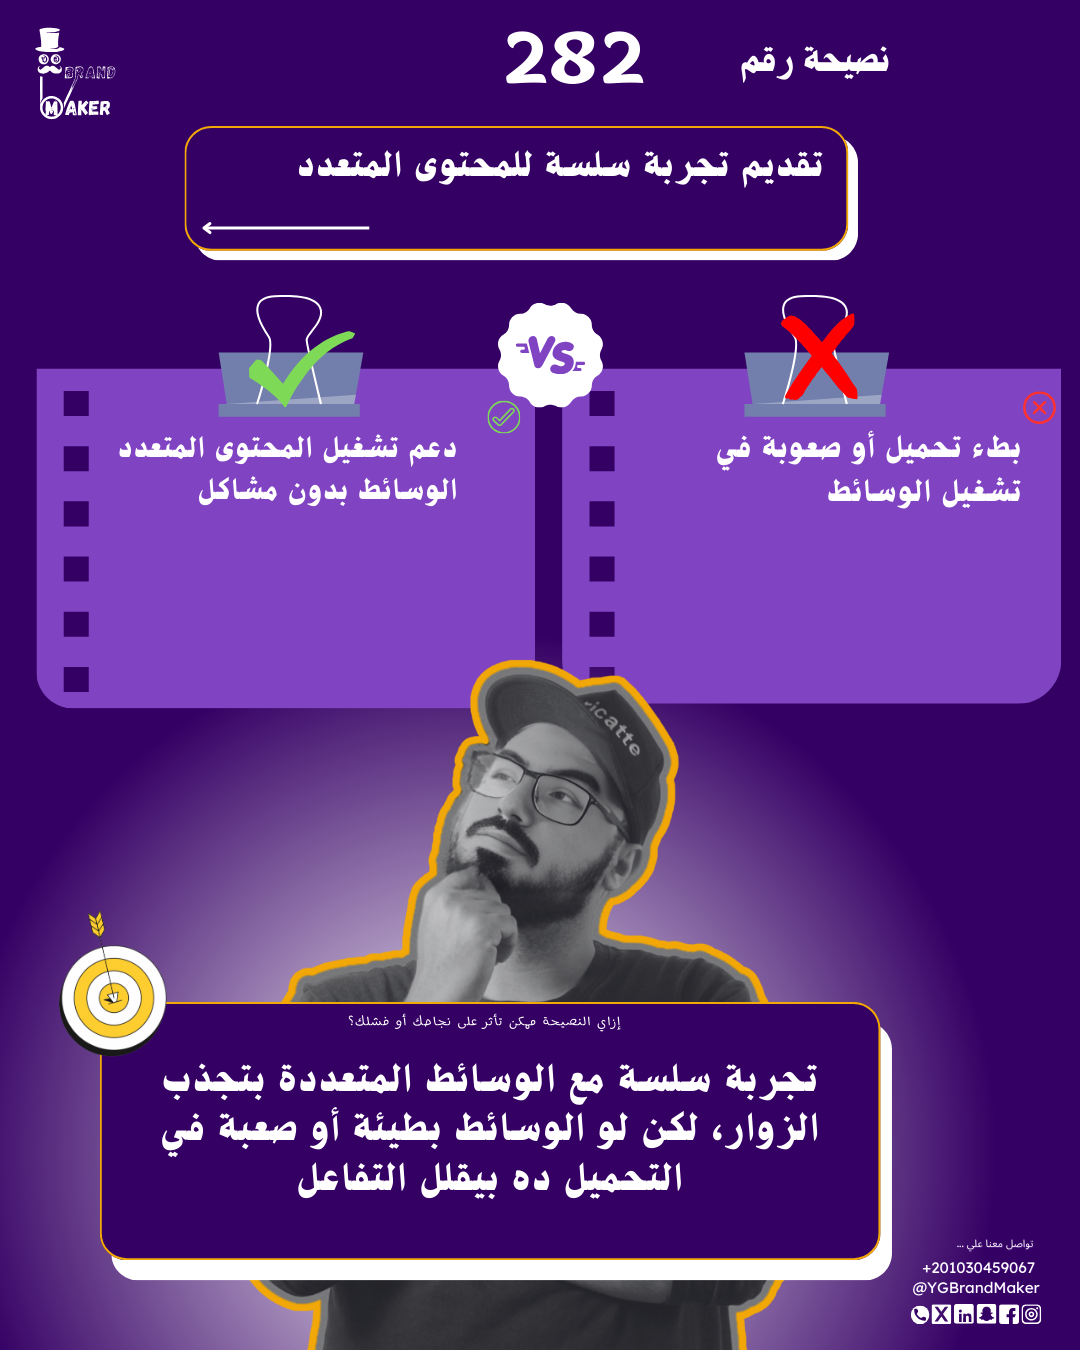 BRAND
MAKER
نصيحة رقم 282
تقديم تجربة سلسة للمحتوى المتعدد
VS
بطء تحميل أو صعوبة في
تشغيل الوسائط
دعم تشغيل المحتوى المتعدد
الوسائط بدون مشاكل
icatte
إزاي النصيحة ممكن تأثر على نجاحك أو فشلك؟
تجربة سلسة مع الوسائط المتعددة بتجذب
الزوار، لكن لو الوسائط بطيئة أو صعبة في
التحميل ده بيقلل التفاعل
تواصل معنا علي ...
+201030459067
@YGBrandMaker